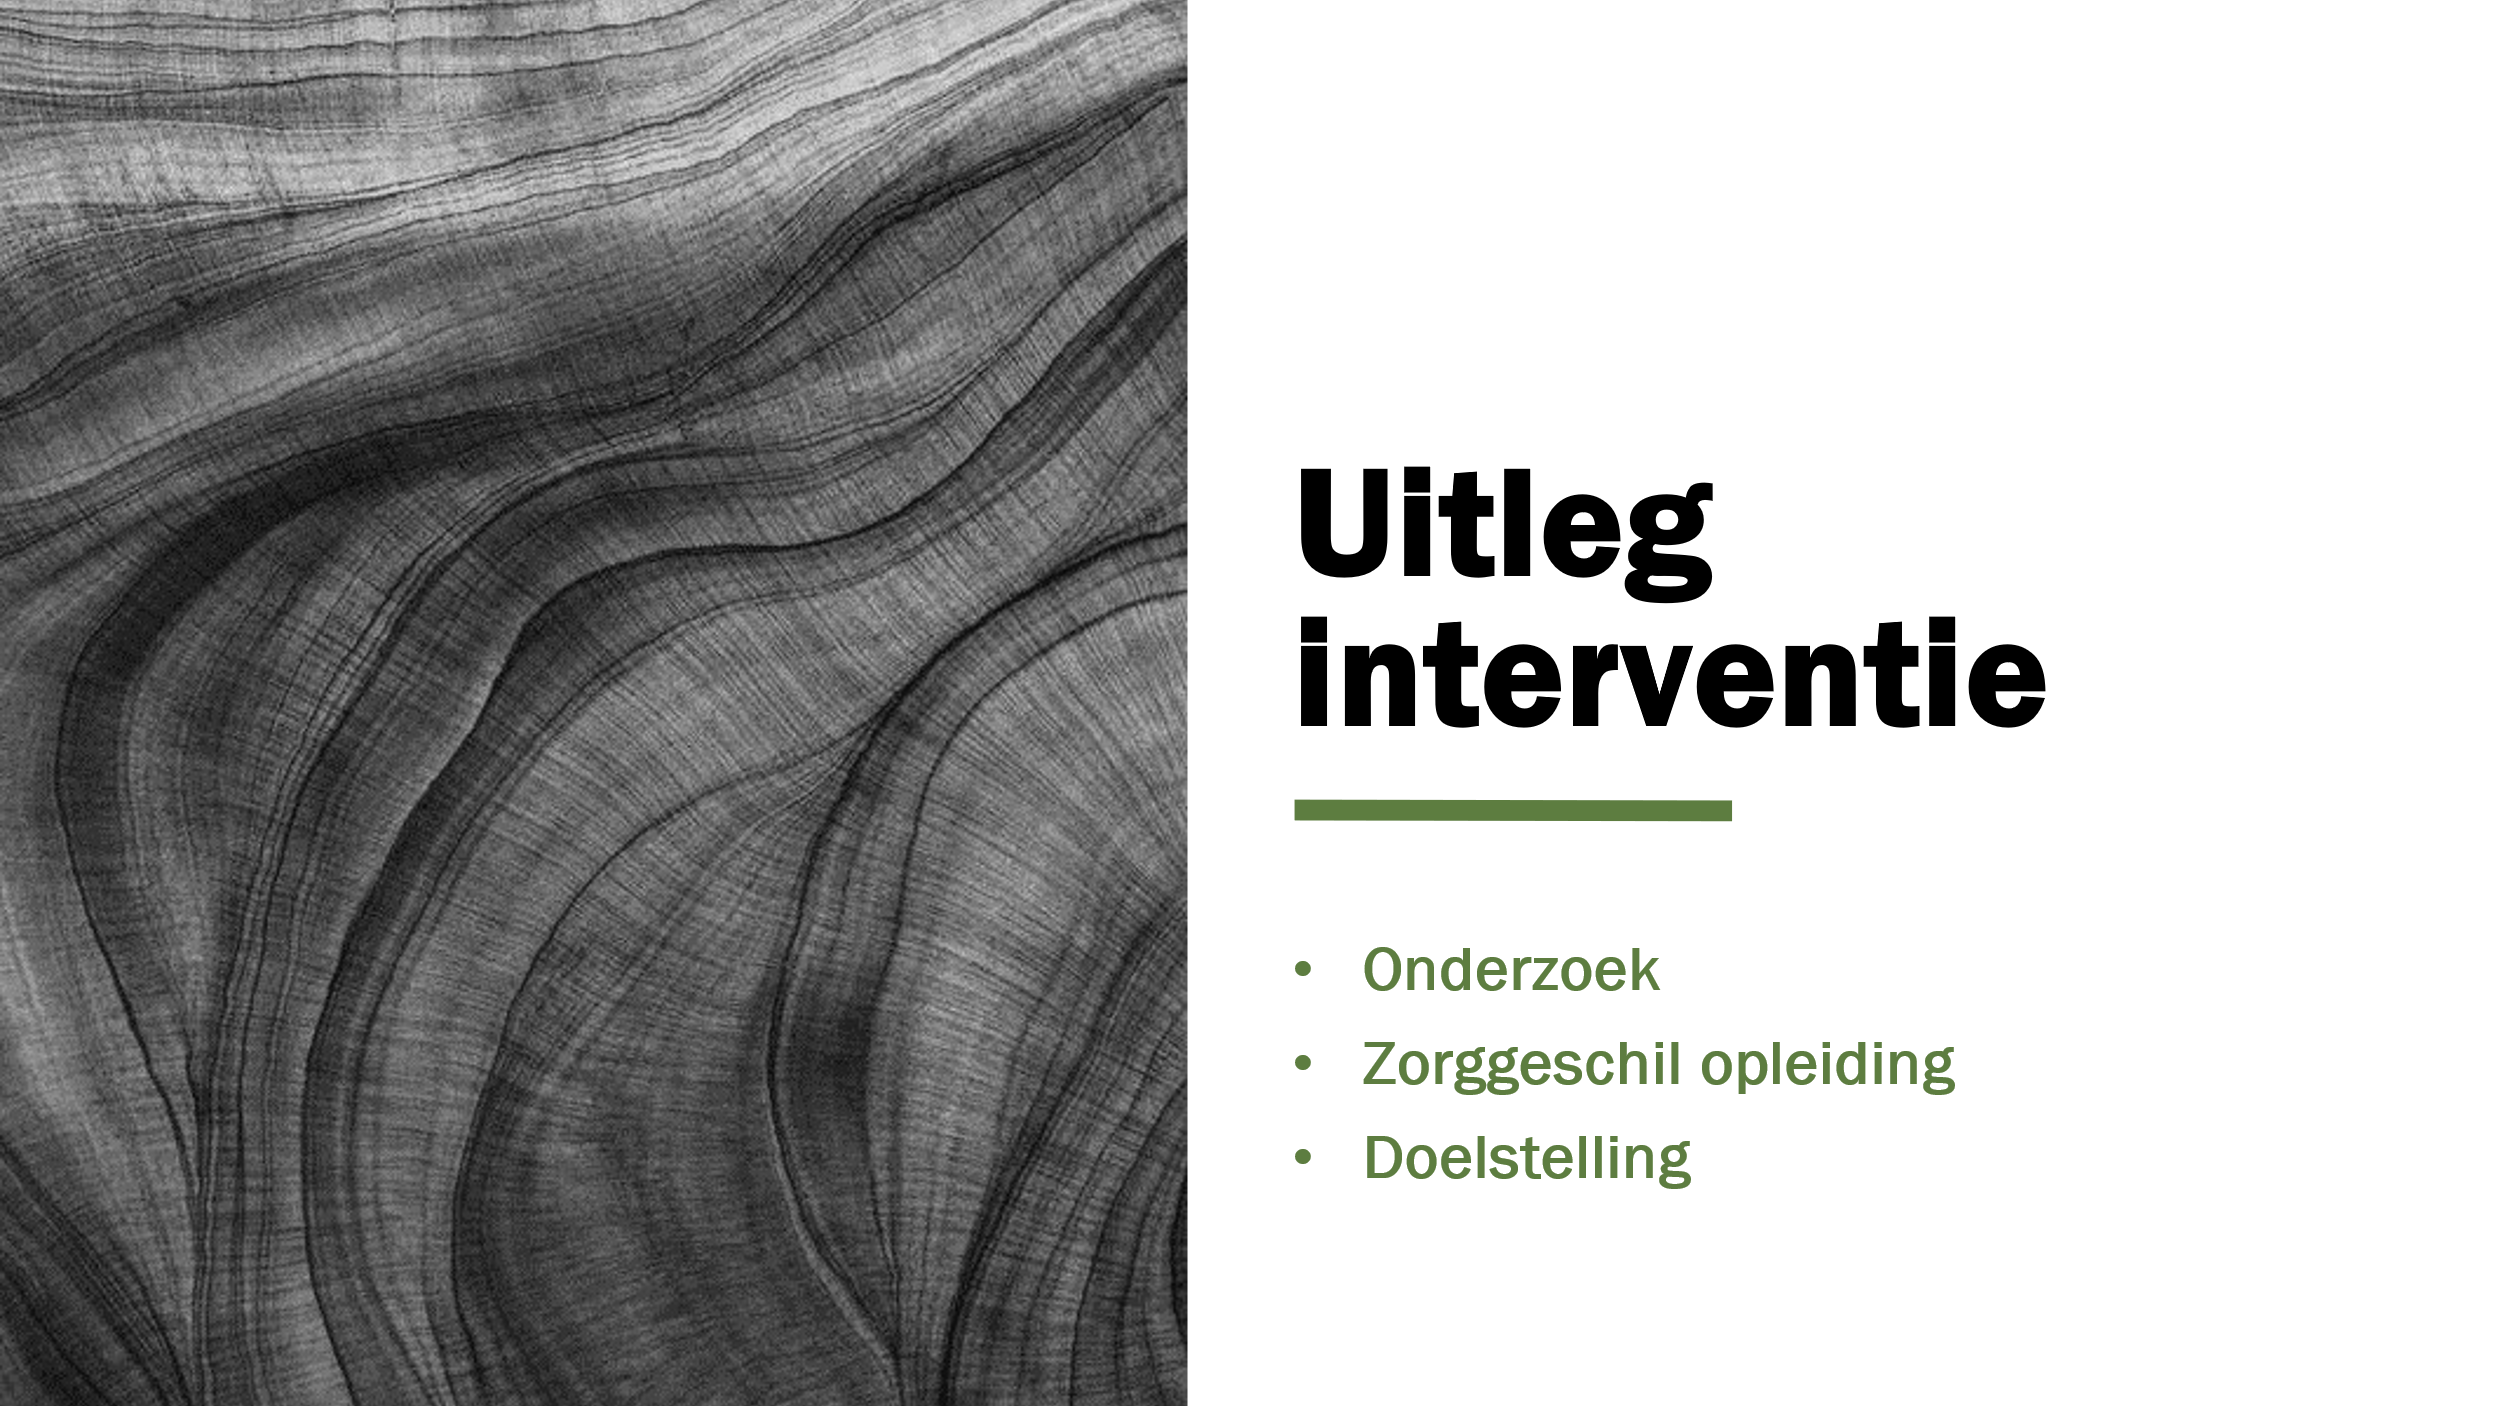 Uitleg
interventie
• Onderzoek
• Zorggeschil opleiding
• Doelstelling